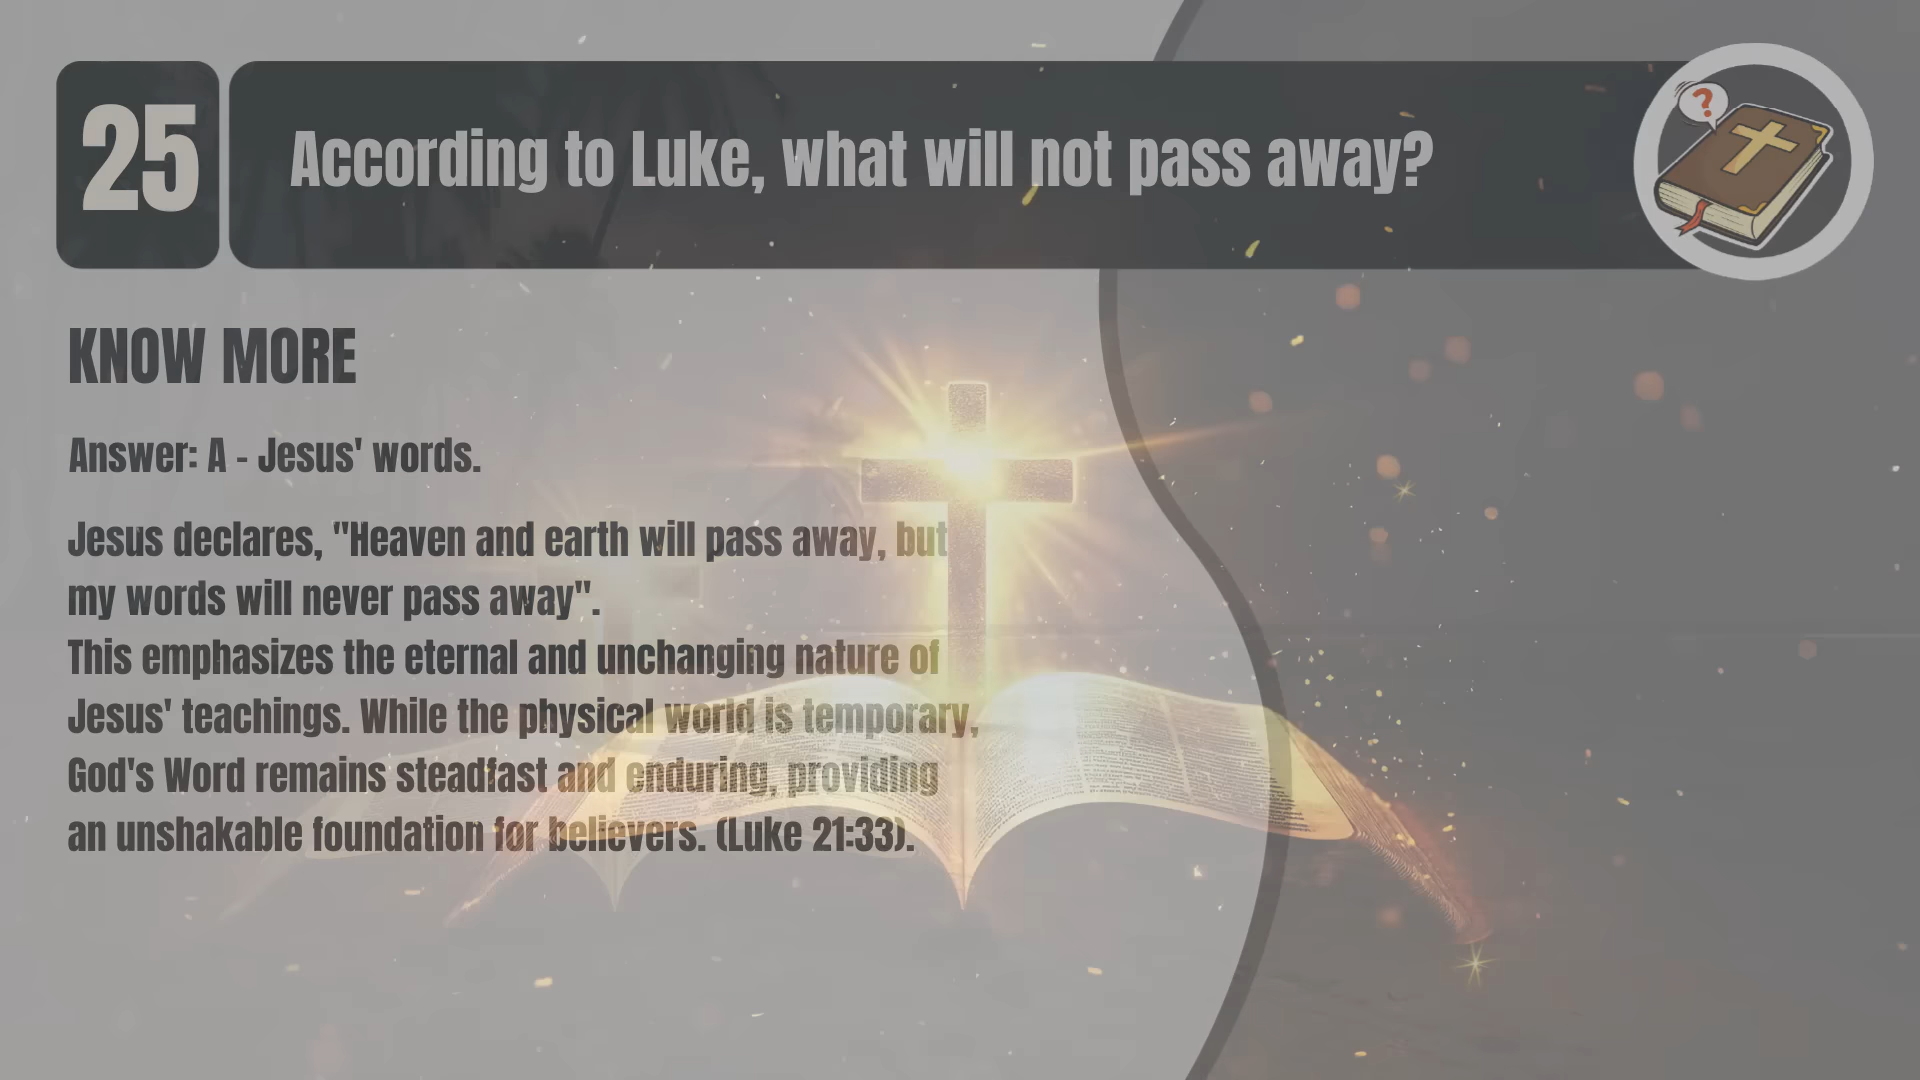 25
According to Luke, what will not pass away?
?
KNOW MORE
Answer: A - Jesus' words.
Jesus declares, "Heaven and earth will pass away, but
my words will never pass away".
This emphasizes the eternal and unchanging nature of
Jesus' teachings. While the physical world is temporary,
God's Word remains steadfast and enduring, providing
an unshakable foundation for believers. (Luke 21:33).